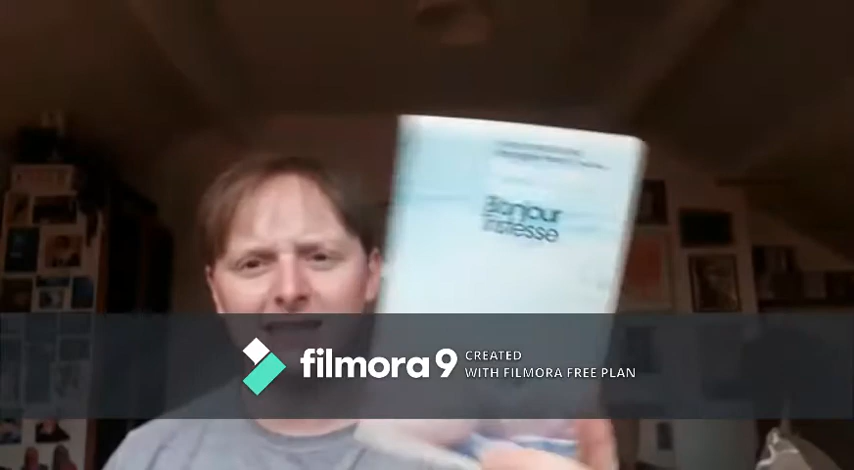 Bonjour
Tristesse
filmora9
CREATED
WITH FILMORA FREE PLAN